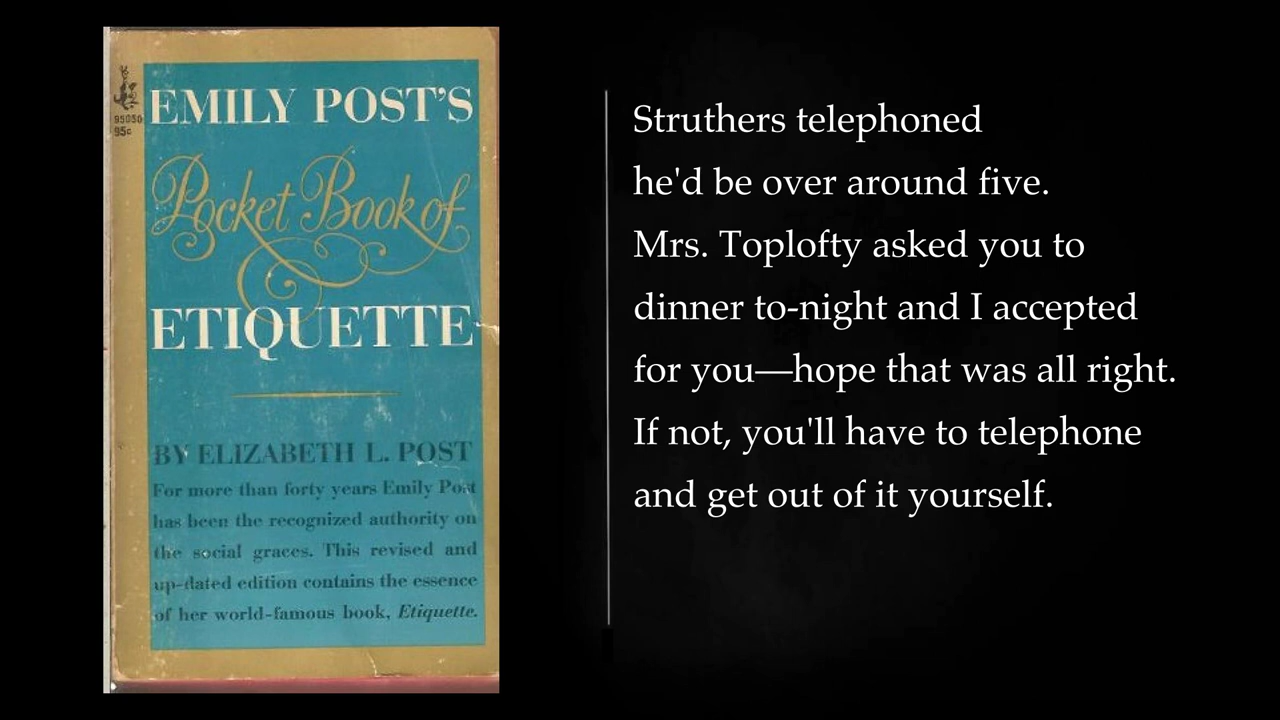 EMILY POST'S
Pocket Book of
ETIQUETTE
95050
95c
BY ELIZABETH L. POST
For more than forty years Emily Post
has been the recognized authority on
the social graces. This revised and
up-dated edition contains the essence
of her world-famous book, Etiquette.
Struthers telephoned
he'd be over around five.
Mrs. Toplofty asked you to
dinner to-night and I accepted
for you—hope that was all right.
If not, you'll have to telephone
and get out of it yourself.